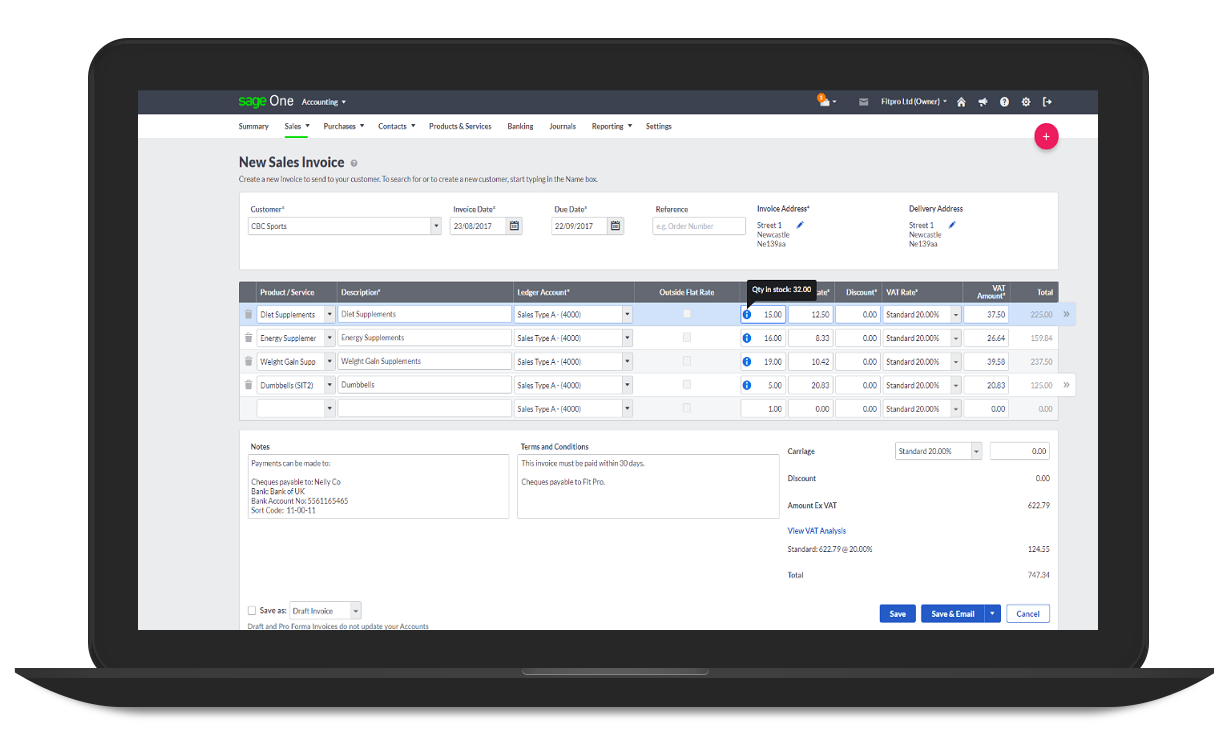 sage One Accounting
1
Fitpro Ltd (Owner)
Summary Sales Purchases Contacts Products & Services Banking Journals Reporting Settings
+
New Sales Invoice ?
Create a new invoice to send to your customer. To search for or to create a new customer, start typing in the Name box.
Customer* Invoice Date* Due Date* Reference Invoice Address* Delivery Address
CBC Sports 23/08/2017 22/09/2017 e.g. Order Number Street 1 Street 1
Newcastle Newcastle
Ne139aa Ne139aa
Qty in stock: 32.00
Product / Service Description* Ledger Account* Outside Flat Rate ate* Discount* VAT Rate* VAT Amount* Total
Diet Supplements Diet Supplements Sales Type A - (4000) 15.00 12.50 0.00 Standard 20.00% 37.50 225.00 »
Energy Supplemer Energy Supplements Sales Type A - (4000) 16.00 8.33 0.00 Standard 20.00% 26.64 159.84
Weight Gain Supp Weight Gain Supplements Sales Type A - (4000) 19.00 10.42 0.00 Standard 20.00% 39.58 237.50
Dumbbells (SIT2) Dumbbells Sales Type A - (4000) 5.00 20.83 0.00 Standard 20.00% 20.83 125.00 »
Sales Type A - (4000) 1.00 0.00 0.00 Standard 20.00% 0.00 0.00
Notes
Payments can be made to:
Cheques payable to: Nelly Co
Bank: Bank of UK
Bank Account No: 5561165465
Sort Code: 11-00-11
Terms and Conditions
This invoice must be paid within 30 days.
Cheques payable to Fit Pro.
Carriage Standard 20.00% 0.00
Discount 0.00
Amount Ex VAT 622.79
View VAT Analysis
Standard: 622.79 @ 20.00% 124.55
Total 747.34
Save as: Draft Invoice
Draft and Pro Forma Invoices do not update your Accounts
Save Save & Email Cancel